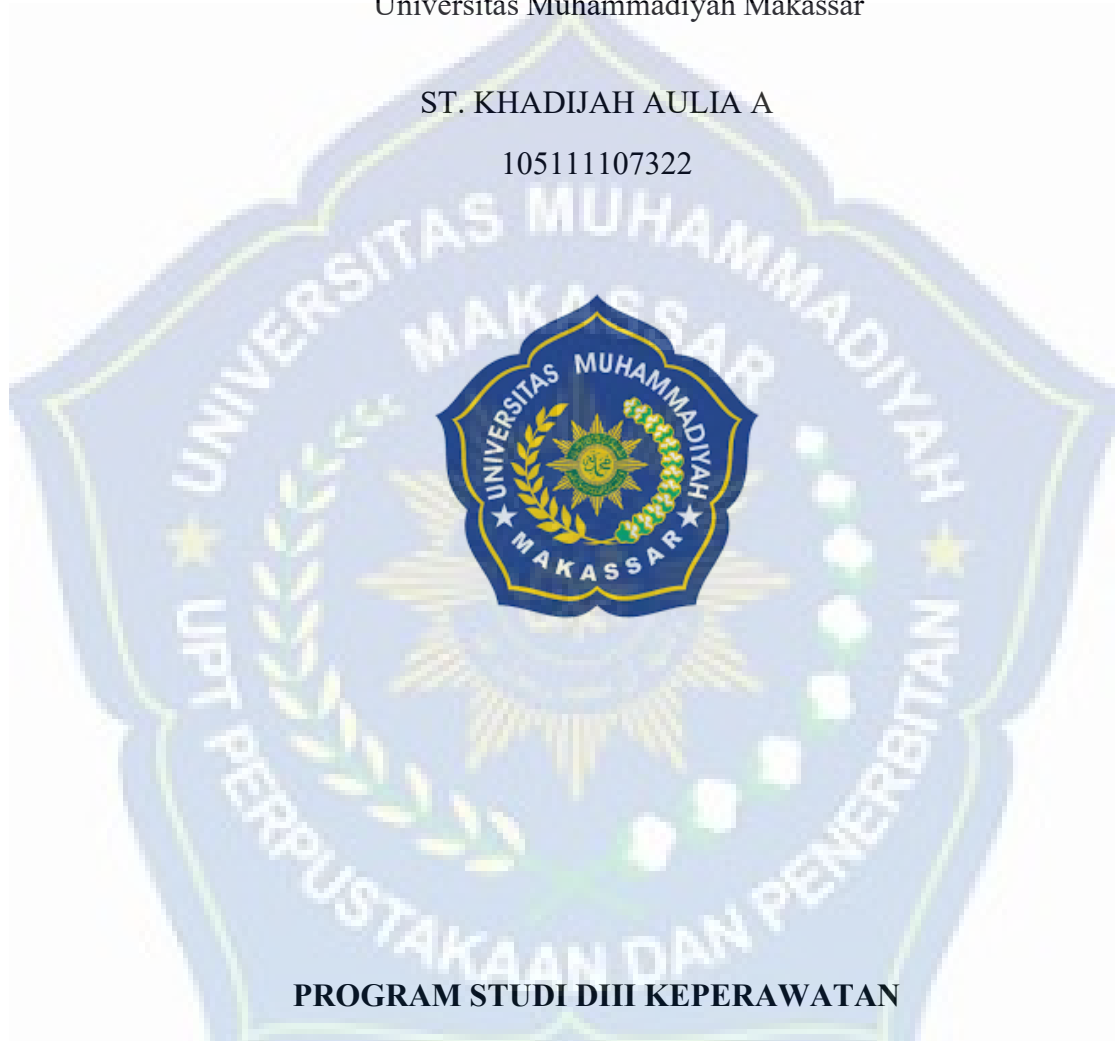 Universitas Muhammadiyah Makassar
ST. KHADIJAH AULIA A
105111107322
UNIVERSITAS MUHAMMADIYAH
MAKASSAR
UNIVERSITAS MUHAMMADIYAH
MAKASSAR
UPT PERPUSTAKAAN DAN PENERBITAN
PROGRAM STUDI DIII KEPERAWATAN